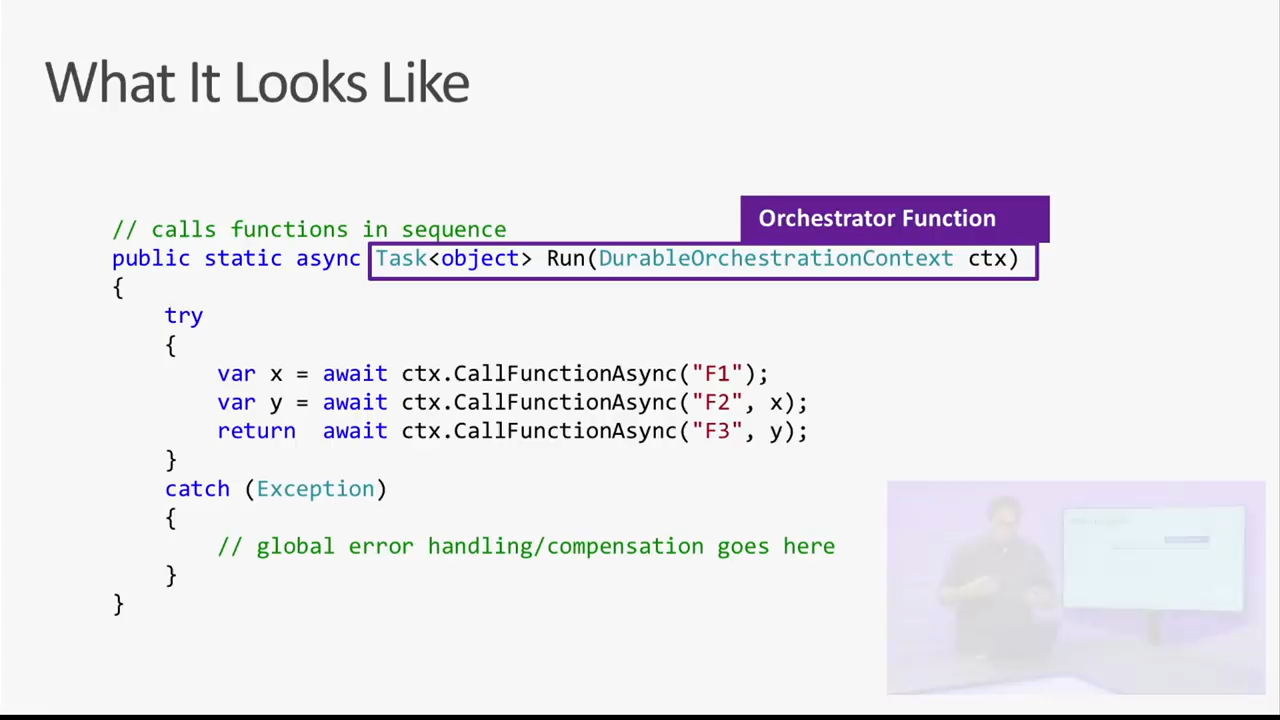 What It Looks Like
Orchestrator Function
// calls functions in sequence
public static async Task<object> Run(DurableOrchestrationContext ctx)
{
    try
    {
        var x = await ctx.CallFunctionAsync("F1");
        var y = await ctx.CallFunctionAsync("F2", x);
        return  await ctx.CallFunctionAsync("F3", y);
    }
    catch (Exception)
    {
        // global error handling/compensation goes here
    }
}